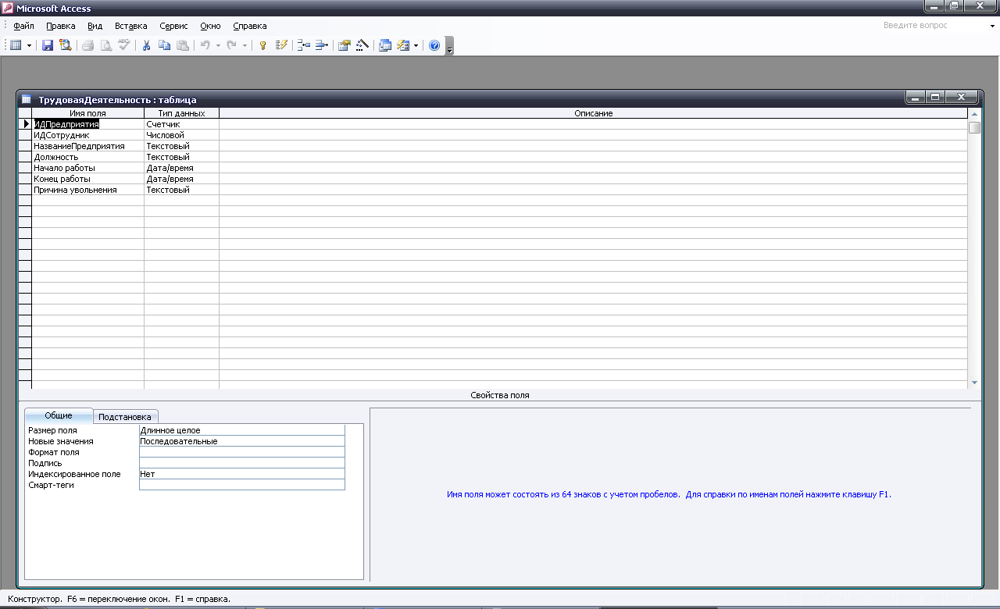 Microsoft Access
Файл Правка Вид Вставка Сервис Окно Справка Введите вопрос
ТрудоваяДеятельность : таблица
Имя поля Тип данных Описание
ИДПредприятия Счетчик
ИДСотрудник Числовой
НазваниеПредприятия Текстовый
Должность Текстовый
Начало работы Дата/время
Конец работы Дата/время
Причина увольнения Текстовый
Свойства поля
Общие Подстановка
Размер поля Длинное целое
Новые значения Последовательные
Формат поля
Подпись
Индексированное поле Нет
Смарт-теги
Имя поля может состоять из 64 знаков с учетом пробелов. Для справки по именам полей нажмите клавишу F1.
Конструктор. F6 = переключение окон. F1 = справка.